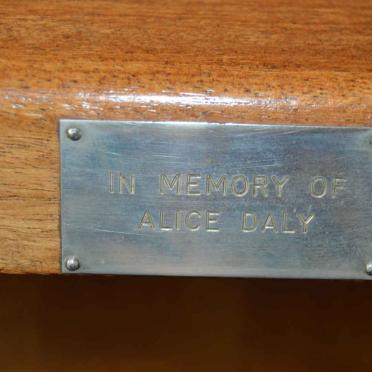 IN MEMORY OF
ALICE DALY